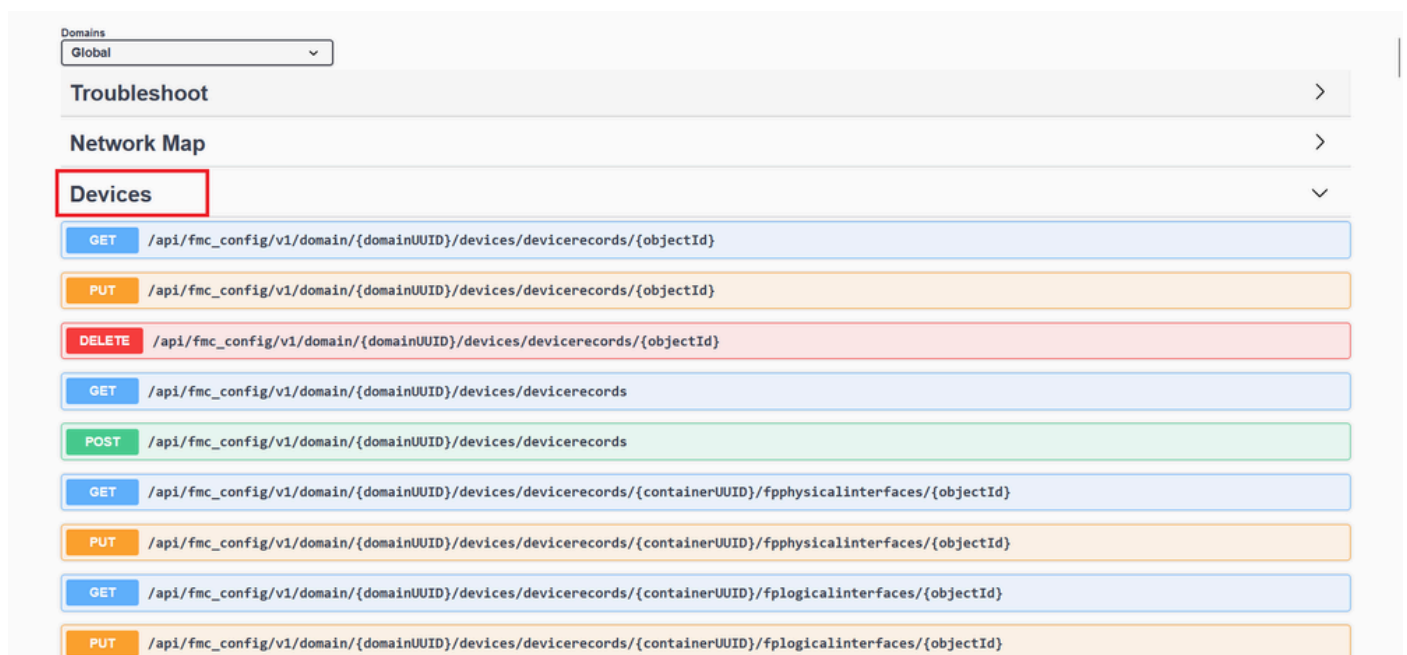 Domains
Global
Troubleshoot
Network Map
Devices
GET /api/fmc_config/v1/domain/{domainUUID}/devices/devicerecords/{objectId}
PUT /api/fmc_config/v1/domain/{domainUUID}/devices/devicerecords/{objectId}
DELETE /api/fmc_config/v1/domain/{domainUUID}/devices/devicerecords/{objectId}
GET /api/fmc_config/v1/domain/{domainUUID}/devices/devicerecords
POST /api/fmc_config/v1/domain/{domainUUID}/devices/devicerecords
GET /api/fmc_config/v1/domain/{domainUUID}/devices/devicerecords/{containerUUID}/fpphysicalinterfaces/{objectId}
PUT /api/fmc_config/v1/domain/{domainUUID}/devices/devicerecords/{containerUUID}/fpphysicalinterfaces/{objectId}
GET /api/fmc_config/v1/domain/{domainUUID}/devices/devicerecords/{containerUUID}/fplogicalinterfaces/{objectId}
PUT /api/fmc_config/v1/domain/{domainUUID}/devices/devicerecords/{containerUUID}/fplogicalinterfaces/{objectId}